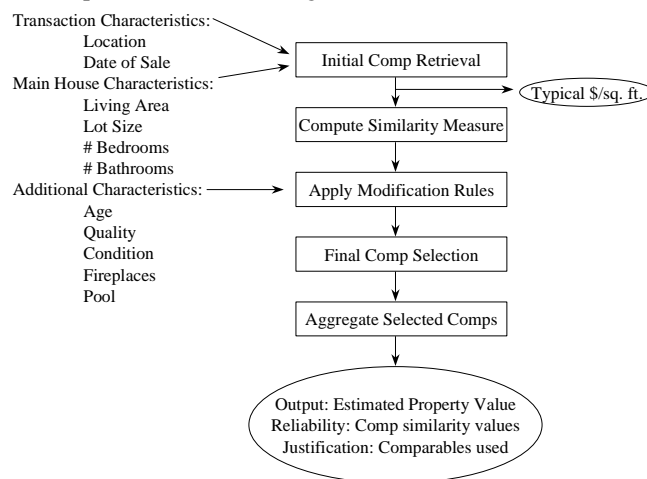 Transaction Characteristics:
Location
Date of Sale
Main House Characteristics:
Living Area
Lot Size
# Bedrooms
# Bathrooms
Additional Characteristics:
Age
Quality
Condition
Fireplaces
Pool
Initial Comp Retrieval
Typical $/sq. ft.
Compute Similarity Measure
Apply Modification Rules
Final Comp Selection
Aggregate Selected Comps
Output: Estimated Property Value
Reliability: Comp similarity values
Justification: Comparables used